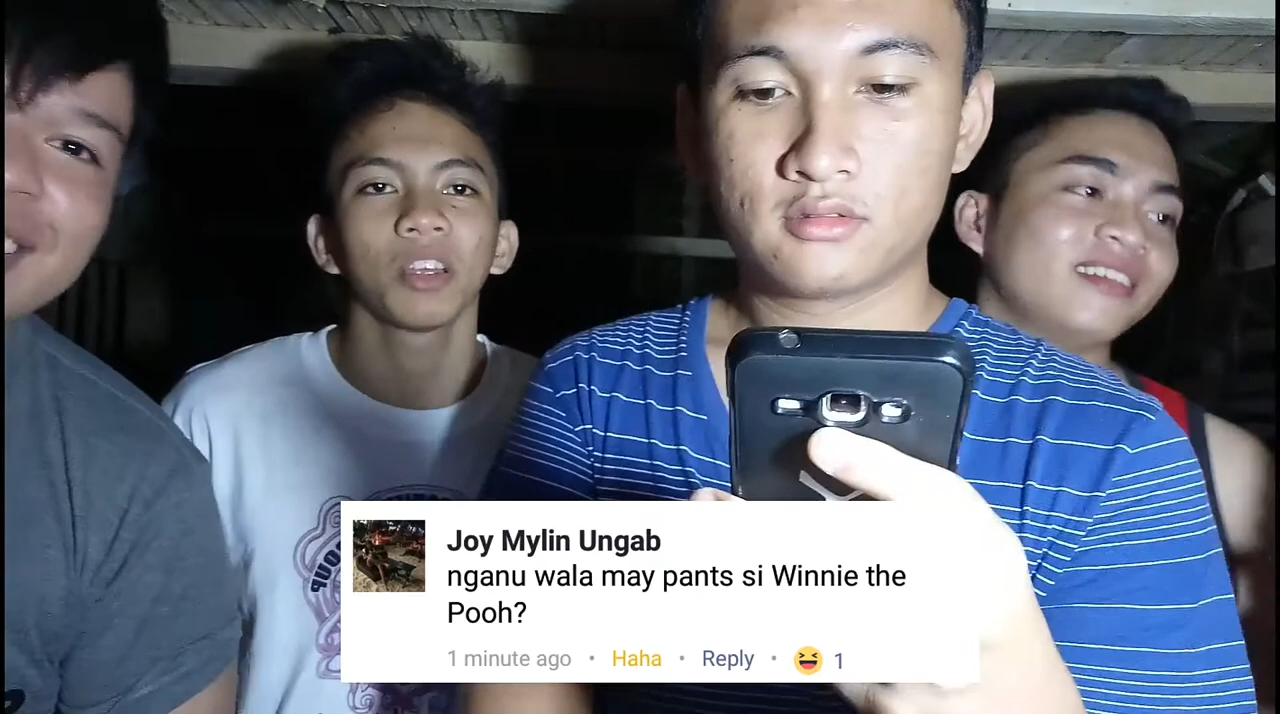 Joy Mylin Ungab
nganu wala may pants si Winnie the
Pooh?
1 minute ago • Haha • Reply • 😆 1